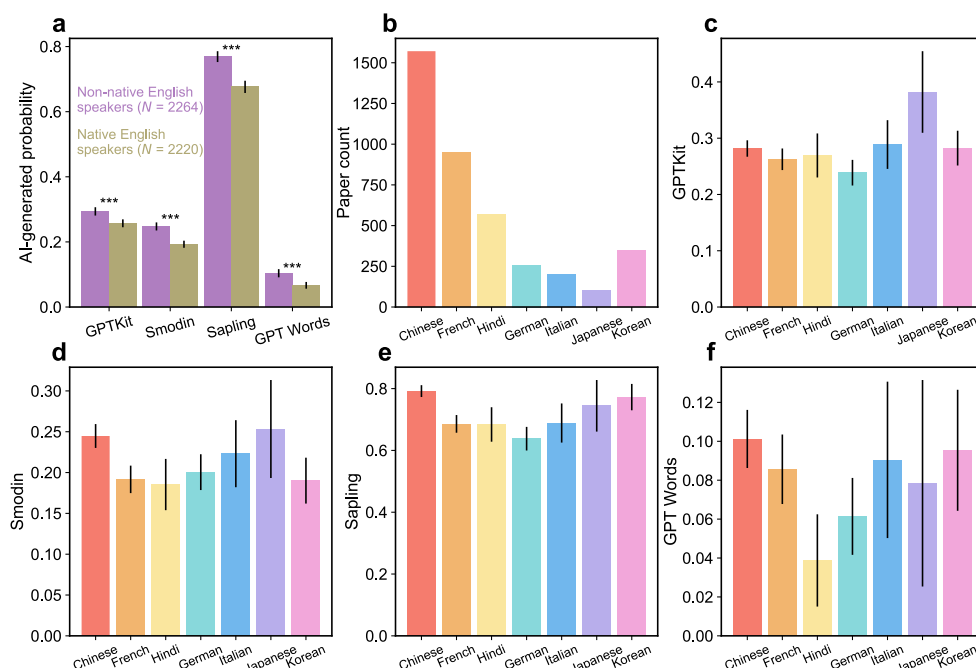 a
b
c
AI-generated probability
0.8
0.6
0.4
0.2
0.0
***
***
***
***
Non-native English
speakers (N = 2264)
Native English
speakers (N = 2220)
GPTKit
Smodin
Sapling
GPT Words
Paper count
1500
1250
1000
750
500
250
0
Chinese
French
Hindi
German
Italian
Japanese
Korean
GPTKit
0.4
0.3
0.2
0.1
0.0
Chinese
French
Hindi
German
Italian
Japanese
Korean
d
e
f
Smodin
0.30
0.25
0.20
0.15
0.10
0.05
0.00
Chinese
French
Hindi
German
Italian
Japanese
Korean
Sapling
0.8
0.6
0.4
0.2
0.0
Chinese
French
Hindi
German
Italian
Japanese
Korean
GPT Words
0.12
0.10
0.08
0.06
0.04
0.02
0.00
Chinese
French
Hindi
German
Italian
Japanese
Korean